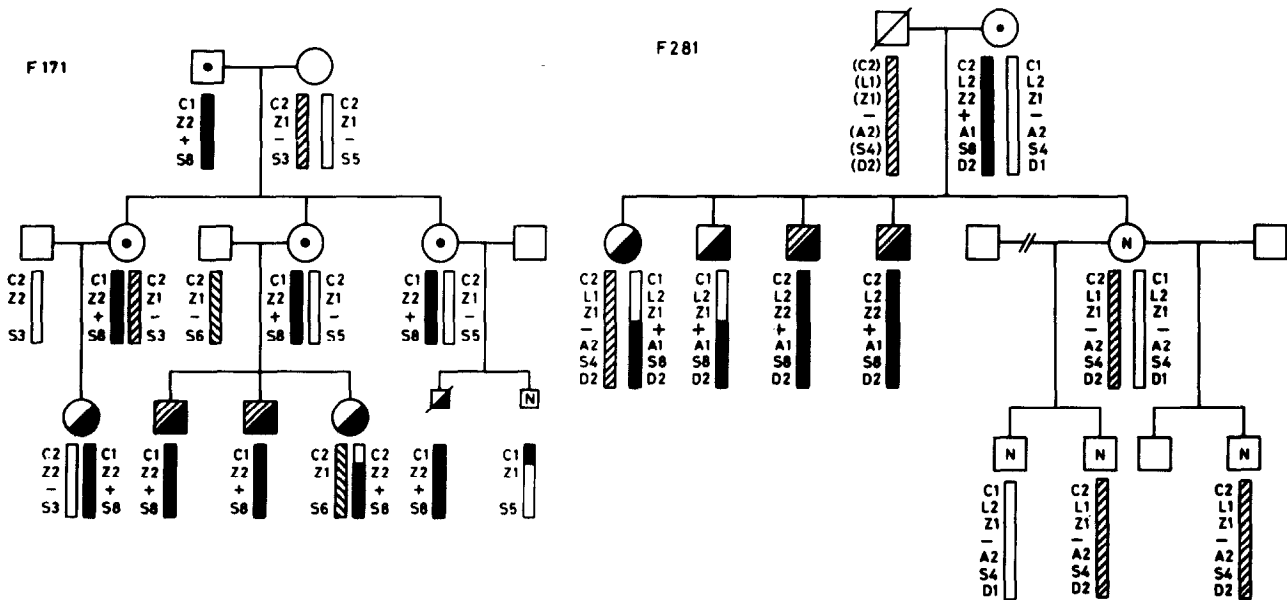 F171
C1 C2 C2
Z2 Z1 Z1
+ – –
S8 S3 S5
C2 C1 C2 C2 C1 C2 C1 C2
Z2 Z2 Z1 Z1 Z2 Z1 Z2 Z1
+ – – + – + –
S3 S8 S3 S6 S8 S5 S8 S5
N
C2 C1 C1 C1 C2 C2 C1 C1
Z2 Z2 Z2 Z2 Z1 Z2 Z2 Z1
– + + + + +
S3 S8 S8 S8 S6 S8 S8 S5
F281
(C2) C2 C1
(L1) L2 L2
(Z1) Z2 Z1
– + –
(A2) A1 A2
(S4) S8 S4
(D2) D2 D1
N
C2 C1 C1 C2 C2 C2 C1
L1 L2 L2 L2 L2 L1 L2
Z1 Z1 Z1 Z2 Z2 Z1 Z1
– + + + + – –
A2 A1 A1 A1 A1 A2 A2
S4 S8 S8 S8 S8 S4 S4
D2 D2 D2 D2 D2 D2 D1
N N N
C1 C2 C2
L2 L1 L1
Z1 Z1 Z1
– – –
A2 A2 A2
S4 S4 S4
D1 D2 D2